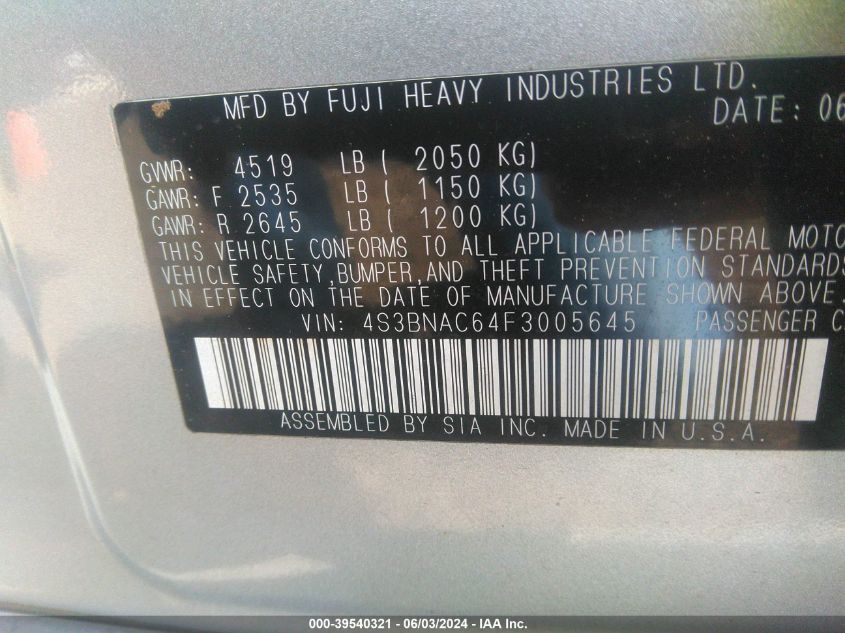 MFD BY FUJI HEAVY INDUSTRIES LTD.
DATE: 06
GVWR: 4519 LB ( 2050 KG)
GAWR: F 2535 LB ( 1150 KG)
GAWR: R 2645 LB ( 1200 KG)
THIS VEHICLE CONFORMS TO ALL APPLICABLE FEDERAL MOTO
VEHICLE SAFETY,BUMPER,AND THEFT PREVENTION STANDARDS
IN EFFECT ON THE DATE OF MANUFACTURE SHOWN ABOVE.
VIN: 4S3BNAC64F3005645 PASSENGER C
ASSEMBLED BY SIA INC. MADE IN U.S.A.
000-39540321 - 06/03/2024 - IAA Inc.